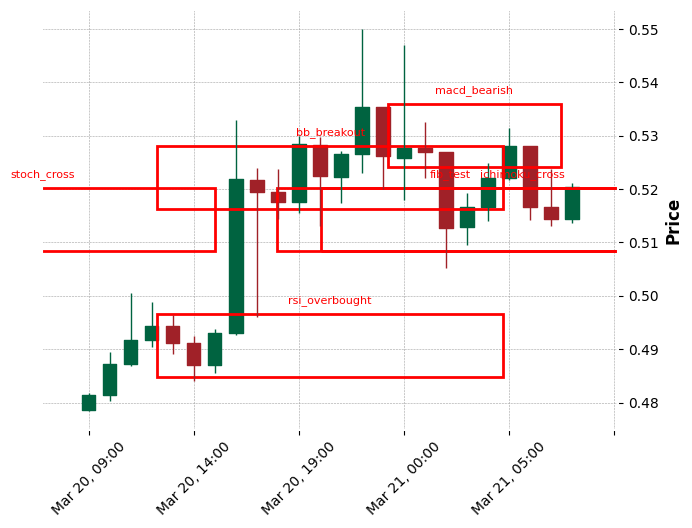 0.55
0.54
macd_bearish
0.53
bb_breakout
stoch_cross
0.52
0.51
Price
0.50
rsi_overbought
0.49
0.48
Mar 20, 09:00
Mar 20, 14:00
Mar 20, 19:00
Mar 21, 00:00
Mar 21, 05:00